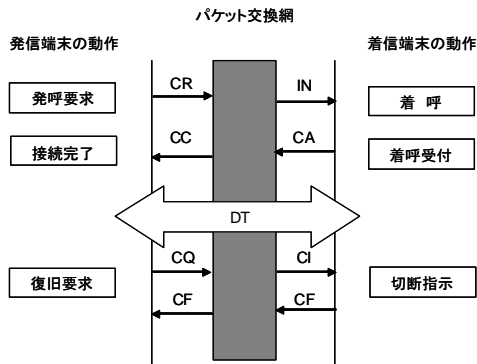 パケット交換網
発信端末の動作
着信端末の動作
発呼要求
CR
IN
着 呼
接続完了
CC
CA
着呼受付
DT
復旧要求
CQ
CI
切断指示
CF
CF